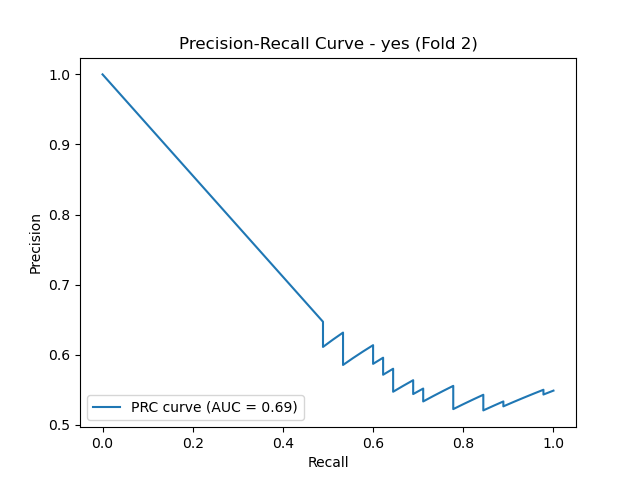 Precision-Recall Curve - yes (Fold 2)
1.0
0.9
0.8
0.7
0.6
0.5
Precision
PRC curve (AUC = 0.69)
0.0 0.2 0.4 0.6 0.8 1.0
Recall